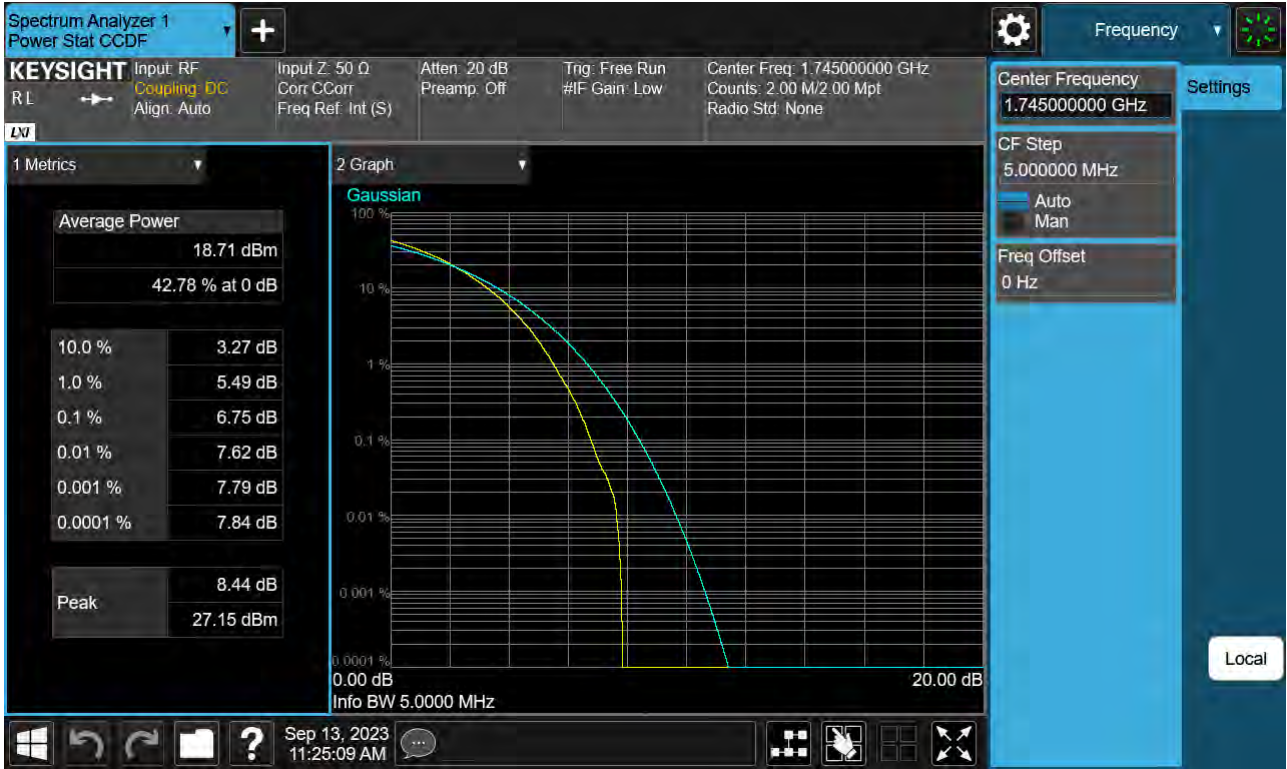 Spectrum Analyzer 1
Power Stat CCDF
Frequency
KEYSIGHT
R L
LXI
Input: RF
Coupling: DC
Align: Auto
Input Z: 50 Ω
Corr CCorr
Freq Ref: Int (S)
Atten: 20 dB
Preamp: Off
Trig: Free Run
#IF Gain: Low
Center Freq: 1.745000000 GHz
Counts: 2.00 M/2.00 Mpt
Radio Std: None
Center Frequency
1.745000000 GHz
Settings
CF Step
5.000000 MHz
Auto
Man
Freq Offset
0 Hz
Local
1 Metrics
Average Power
18.71 dBm
42.78 % at 0 dB
10.0 % 3.27 dB
1.0 % 5.49 dB
0.1 % 6.75 dB
0.01 % 7.62 dB
0.001 % 7.79 dB
0.0001 % 7.84 dB
Peak 8.44 dB
27.15 dBm
2 Graph
Gaussian
100 %
10 %
1 %
0.1 %
0.01 %
0.001 %
0.0001 %
0.00 dB 20.00 dB
Info BW 5.0000 MHz
?
Sep 13, 2023
11:25:09 AM